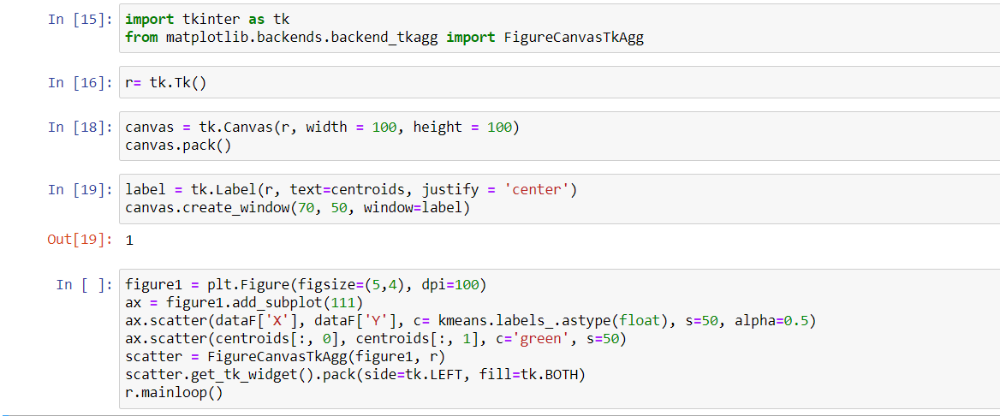 In [15]: import tkinter as tk
from matplotlib.backends.backend_tkagg import FigureCanvasTkAgg
In [16]: r= tk.Tk()
In [18]: canvas = tk.Canvas(r, width = 100, height = 100)
canvas.pack()
In [19]: label = tk.Label(r, text=centroids, justify = 'center')
canvas.create_window(70, 50, window=label)
Out[19]: 1
In [ ]: figure1 = plt.Figure(figsize=(5,4), dpi=100)
ax = figure1.add_subplot(111)
ax.scatter(dataF['X'], dataF['Y'], c= kmeans.labels_.astype(float), s=50, alpha=0.5)
ax.scatter(centroids[:, 0], centroids[:, 1], c='green', s=50)
scatter = FigureCanvasTkAgg(figure1, r)
scatter.get_tk_widget().pack(side=tk.LEFT, fill=tk.BOTH)
r.mainloop()